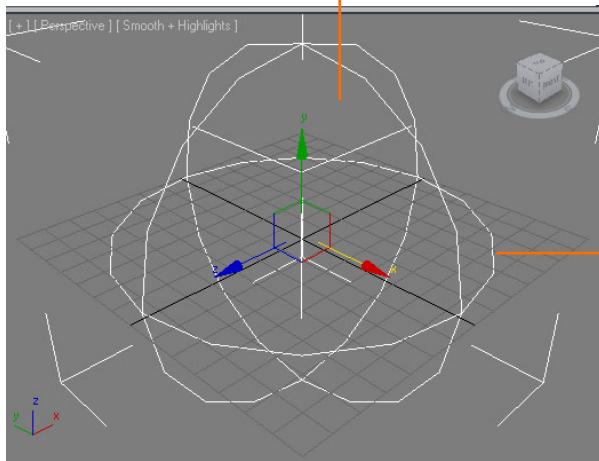 [ + ] [ Perspective ] [ Smooth + Highlights ]
y
z
x
z
y
x